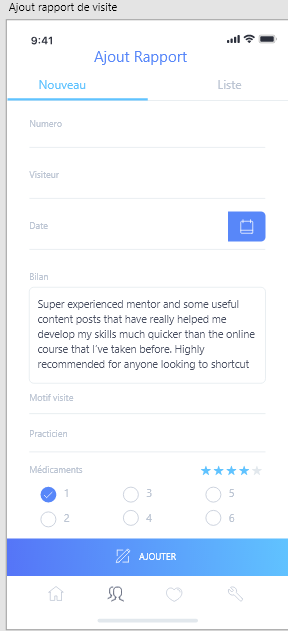 Ajout rapport de visite
9:41
Ajout Rapport
Nouveau Liste
Numero
Visiteur
Date
Bilan
Super experienced mentor and some useful
content posts that have really helped me
develop my skills much quicker than the online
course that I've taken before. Highly
recommended for anyone looking to shortcut
Motif visite
Practicien
Médicaments
1 3 5
2 4 6
AJOUTER